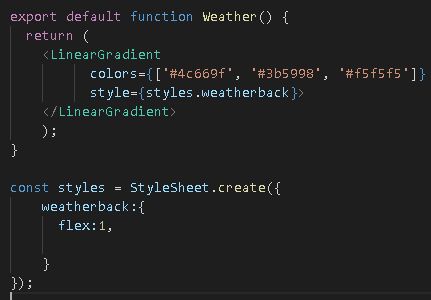 export default function Weather() {
  return (
    <LinearGradient
          colors={['#4c669f', '#3b5998', '#f5f5f5']}
          style={styles.weatherback}>
    </LinearGradient>
    );
}

const styles = StyleSheet.create({
    weatherback:{
      flex:1,

    }
});